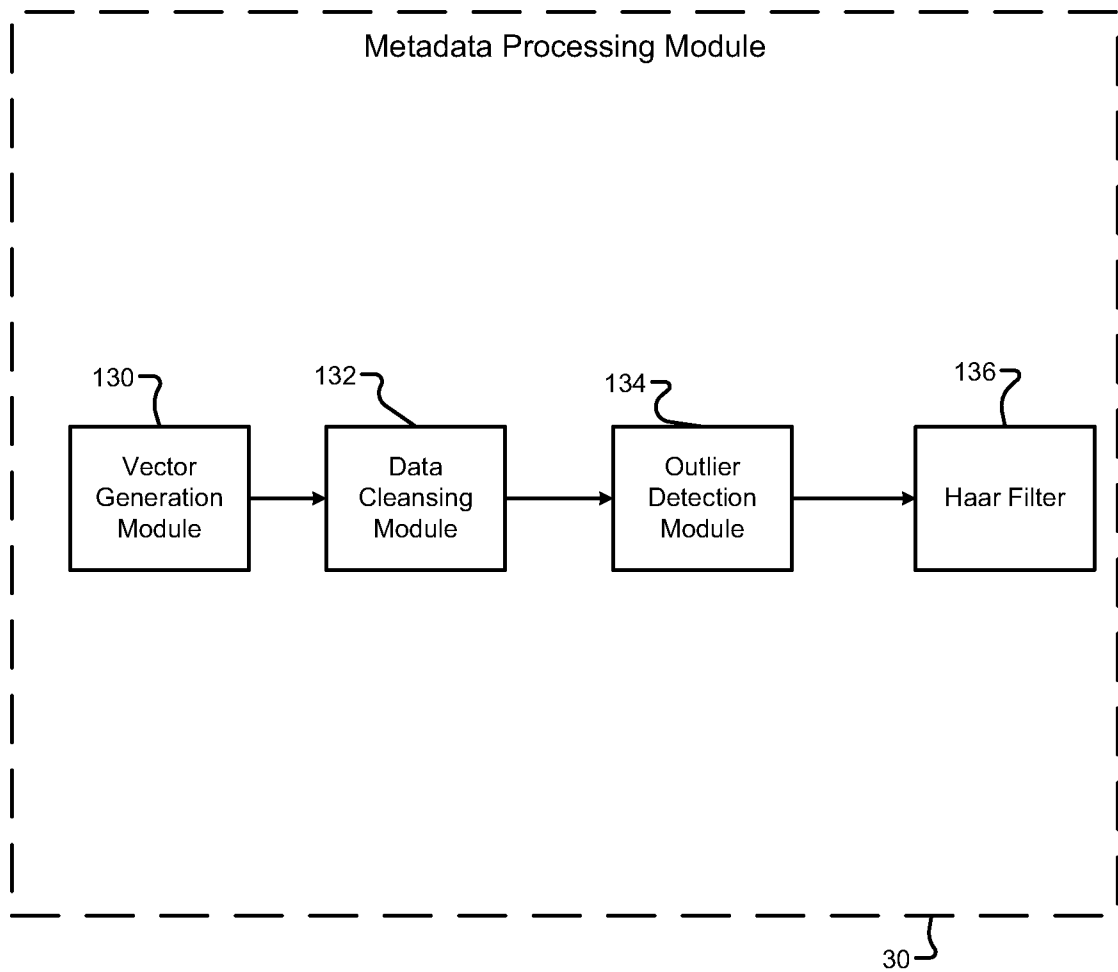 Metadata Processing Module
130
132
134
136
Vector
Generation
Module
Data
Cleansing
Module
Outlier
Detection
Module
Haar Filter
30